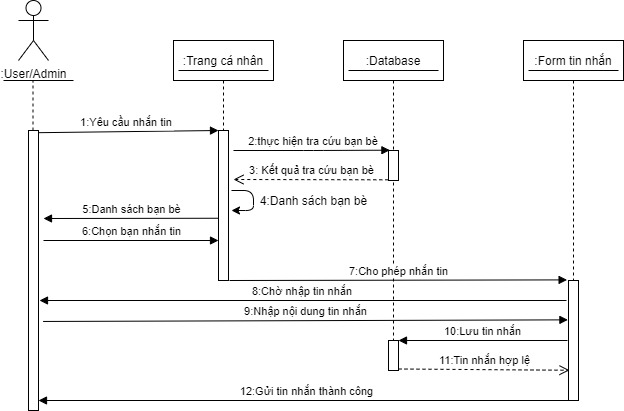 :User/Admin
:Trang cá nhân
:Database
:Form tin nhắn
1:Yêu cầu nhắn tin
2:thực hiện tra cứu bạn bè
3: Kết quả tra cứu bạn bè
4:Danh sách bạn bè
5:Danh sách bạn bè
6:Chọn bạn nhắn tin
7:Cho phép nhắn tin
8:Chờ nhập tin nhắn
9:Nhập nội dung tin nhắn
10:Lưu tin nhắn
11:Tin nhắn hợp lệ
12:Gửi tin nhắn thành công